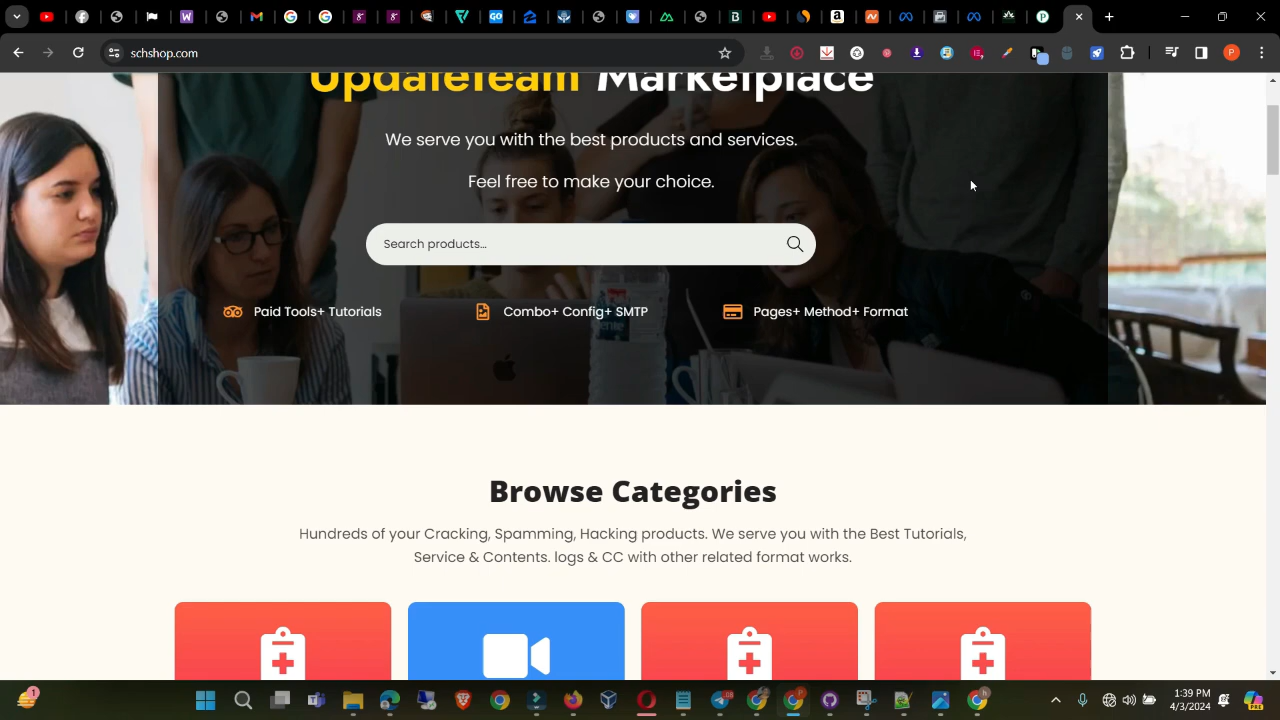 schshop.com
UpdateTeam Marketplace
We serve you with the best products and services.
Feel free to make your choice.
Search products...
Paid Tools+ Tutorials
Combo+ Config+ SMTP
Pages+ Method+ Format
Browse Categories
Hundreds of your Cracking, Spamming, Hacking products. We serve you with the Best Tutorials,
Service & Contents. logs & CC with other related format works.
1:39 PM
4/3/2024